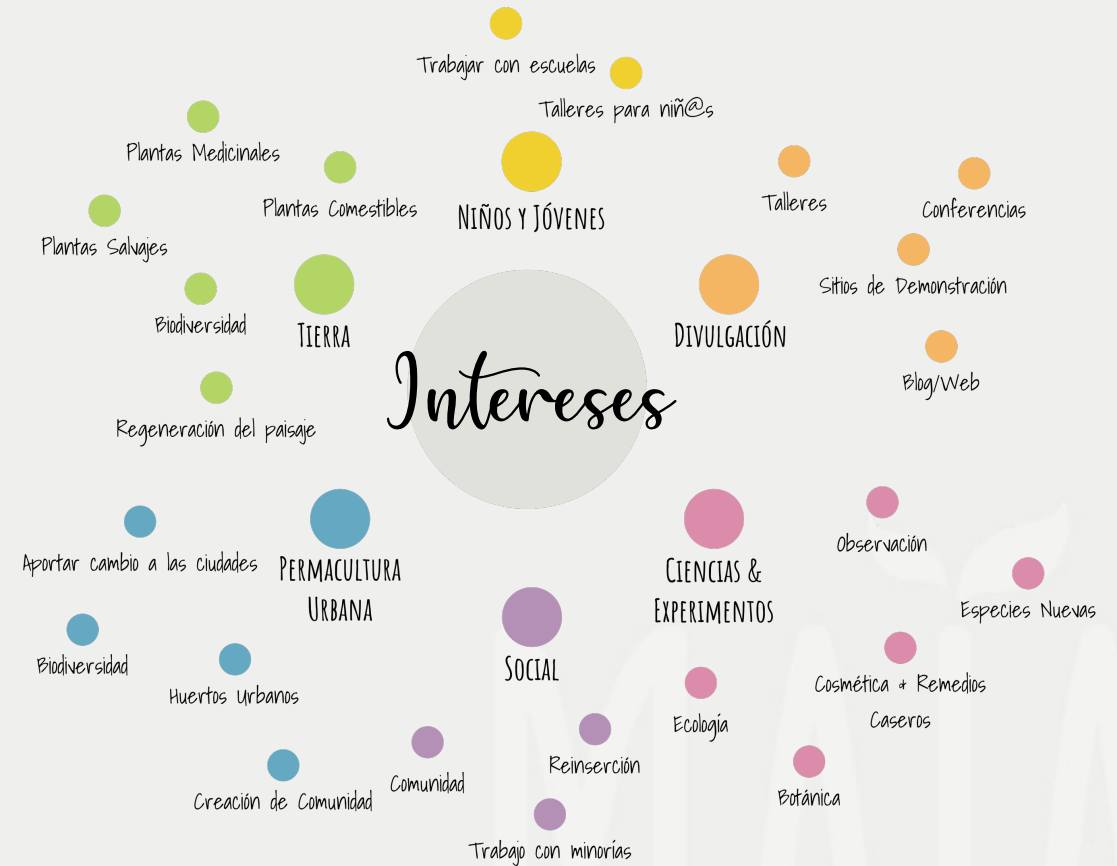 Trabajar con escuelas
Talleres para niñ@s
NIÑOS Y JÓVENES
Plantas Medicinales
Plantas Comestibles
Plantas Salvajes
Biodiversidad
TIERRA
Regeneración del paisaje
Talleres
Conferencias
Sitios de Demonstración
DIVULGACIÓN
Blog/Web
Intereses
Aportar cambio a las ciudades
PERMACULTURA
URBANA
Biodiversidad
Huertos Urbanos
Creación de Comunidad
SOCIAL
Comunidad
Reinserción
Trabajo con minorías
CIENCIAS &
EXPERIMENTOS
Observación
Especies Nuevas
Cosmética & Remedios
Caseros
Ecología
Botánica